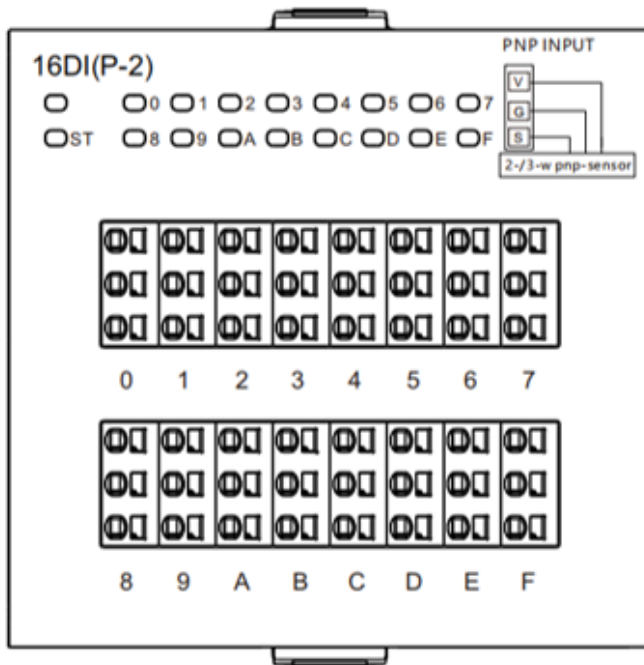 PNP INPUT
16DI(P-2)
V
0 1 2 3 4 5 6 7
G
ST 8 9 A B C D E F
S
2-/3-w pnp-sensor
0 1 2 3 4 5 6 7
8 9 A B C D E F